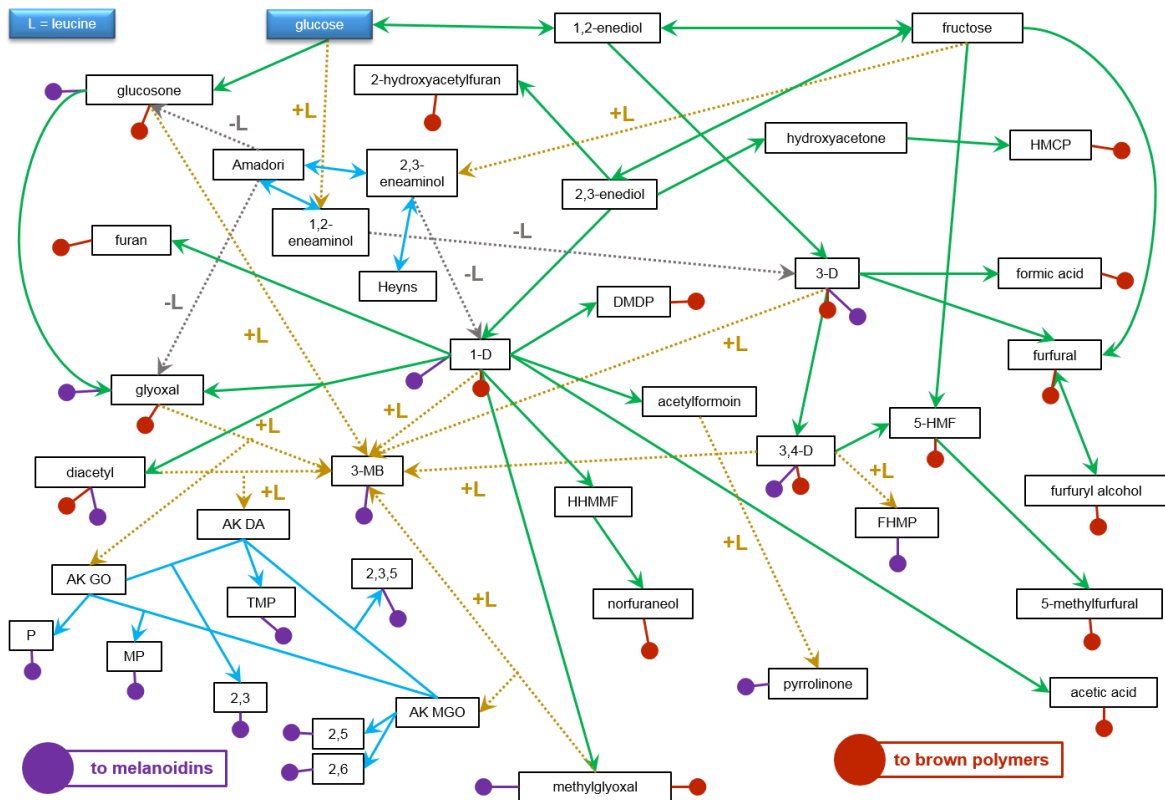 L = leucine
glucose
1,2-enediol
fructose
2-hydroxyacetylfuran
glucosone
+L
+L
-L
hydroxyacetone
HMCP
Amadori
2,3-
eneaminol
2,3-enediol
1,2-
eneaminol
furan
-L
3-D
formic acid
Heyns
-L
DMDP
-L
+L
1-D
+L
furfural
glyoxal
+L
acetylformoin
5-HMF
+L
diacetyl
3-MB
3,4-D
+L
+L
+L
furfuryl alcohol
HHMMF
AK DA
FHMP
+L
AK GO
2,3,5
+L
TMP
norfuraneol
5-methylfurfural
P
MP
pyrrolinone
2,3
acetic acid
AK MGO
2,5
2,6
to melanoidins
methylglyoxal
to brown polymers